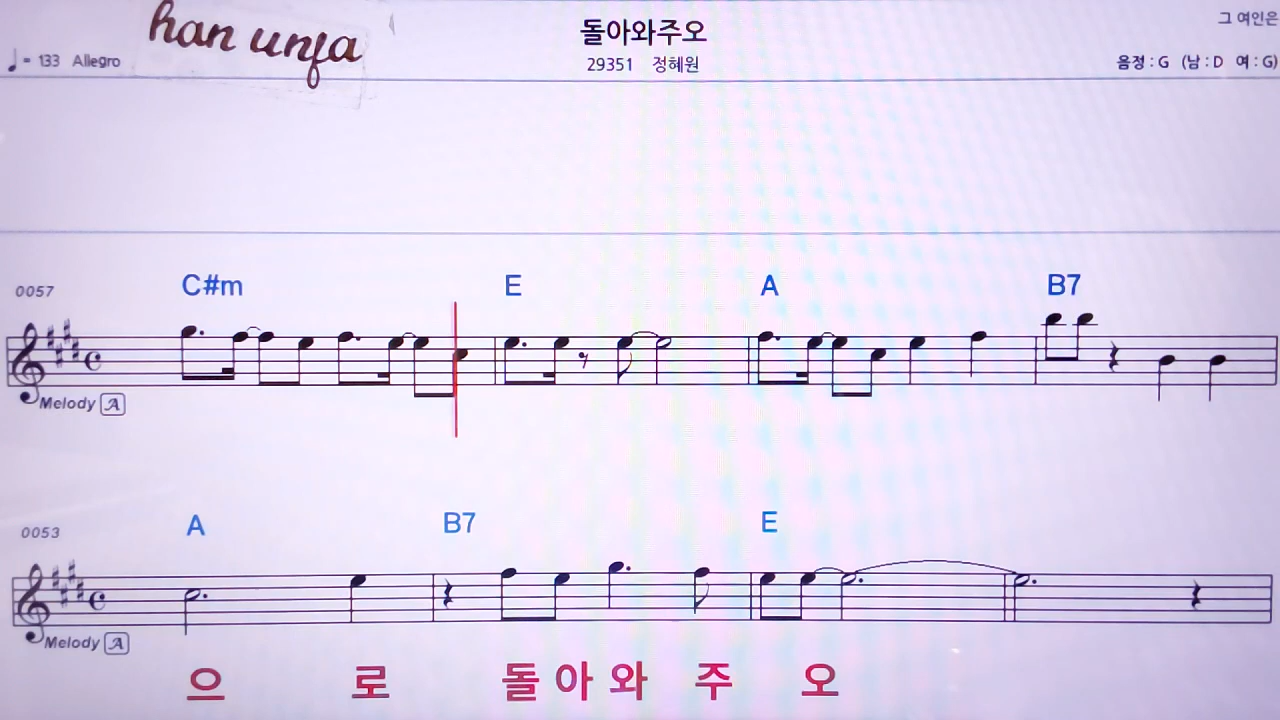 han unfa
돌아와주오
그 여인은
♩= 133 Allegro
29351 정혜원
음정 : G (남 : D 여 : G)
0057
C#m E A B7
Melody A
0053
A B7 E
Melody A
으 로 돌 아 와 주 오